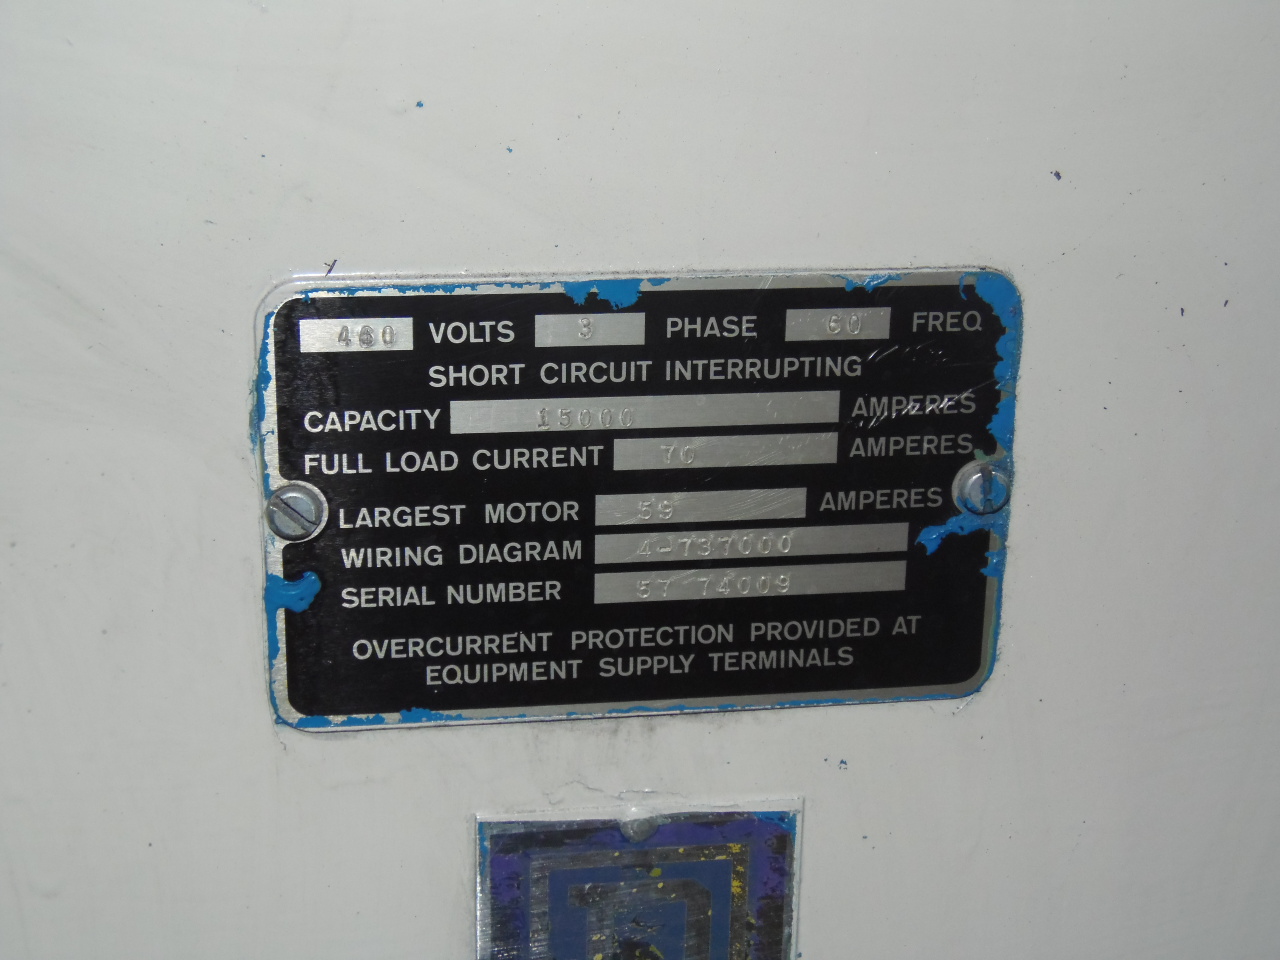 460 VOLTS 3 PHASE 60 FREQ
SHORT CIRCUIT INTERRUPTING
CAPACITY 15000 AMPERES
FULL LOAD CURRENT 70 AMPERES
LARGEST MOTOR 59 AMPERES
WIRING DIAGRAM 4-737000
SERIAL NUMBER 57 74009
OVERCURRENT PROTECTION PROVIDED AT
EQUIPMENT SUPPLY TERMINALS